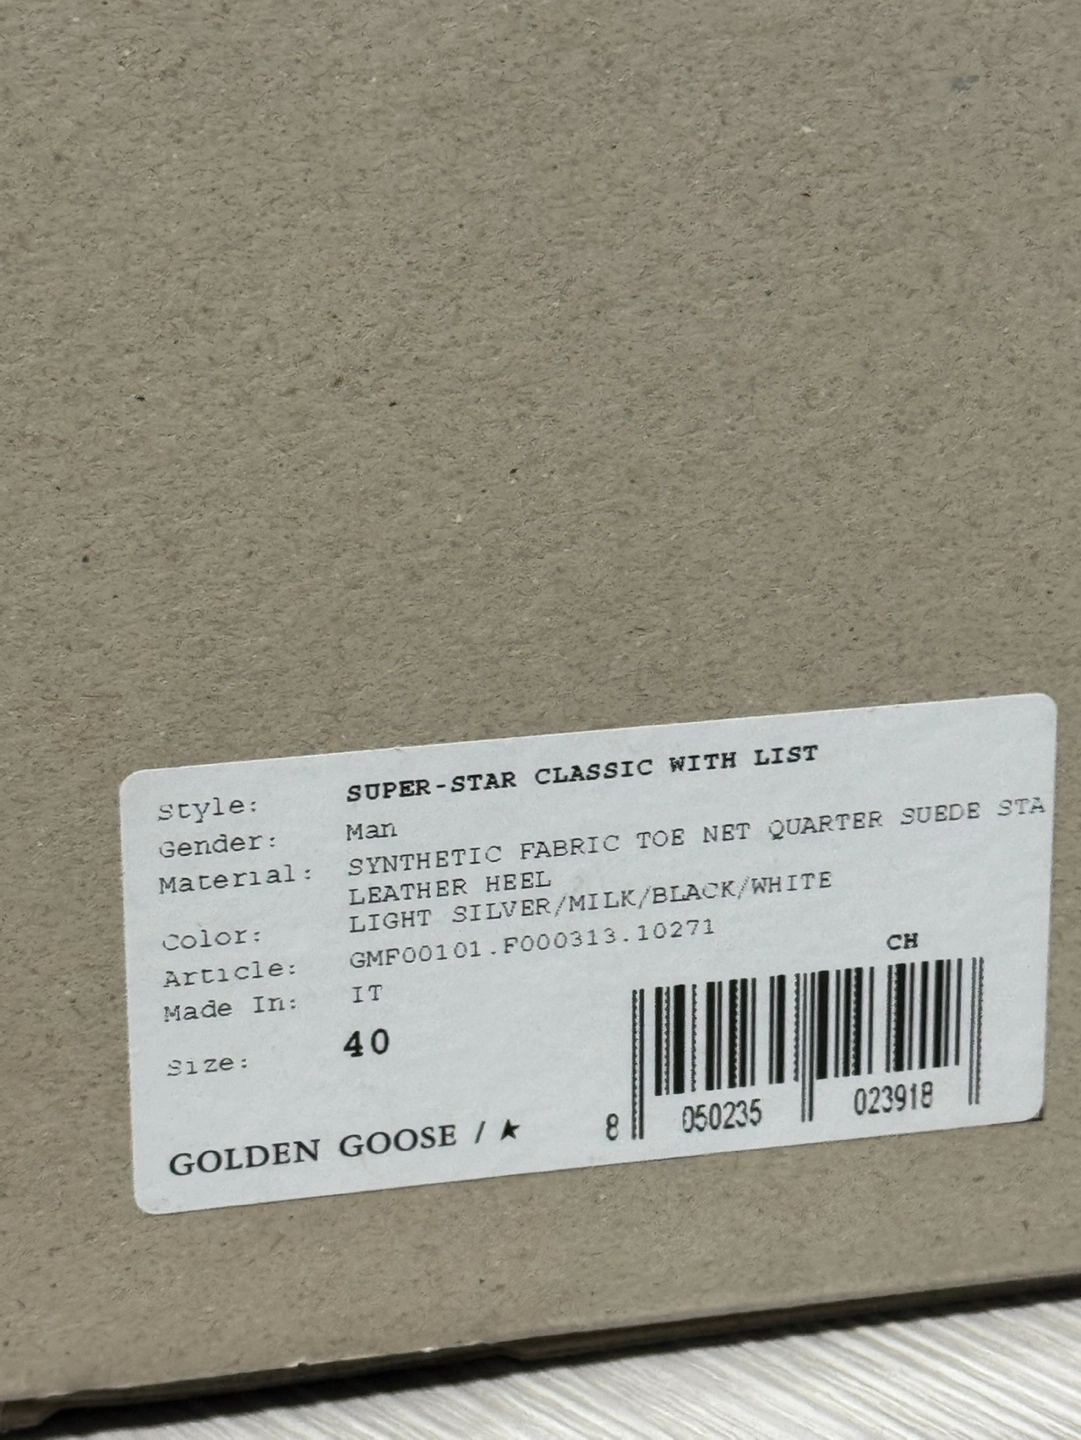 Style: SUPER-STAR CLASSIC WITH LIST
Gender: Man
Material: SYNTHETIC FABRIC TOE NET QUARTER SUEDE STA
LEATHER HEEL
Color: LIGHT SILVER/MILK/BLACK/WHITE
Article: GMF00101.F000313.10271
Made In: IT
Size: 40
CH
8 050235 023918
GOLDEN GOOSE / ★